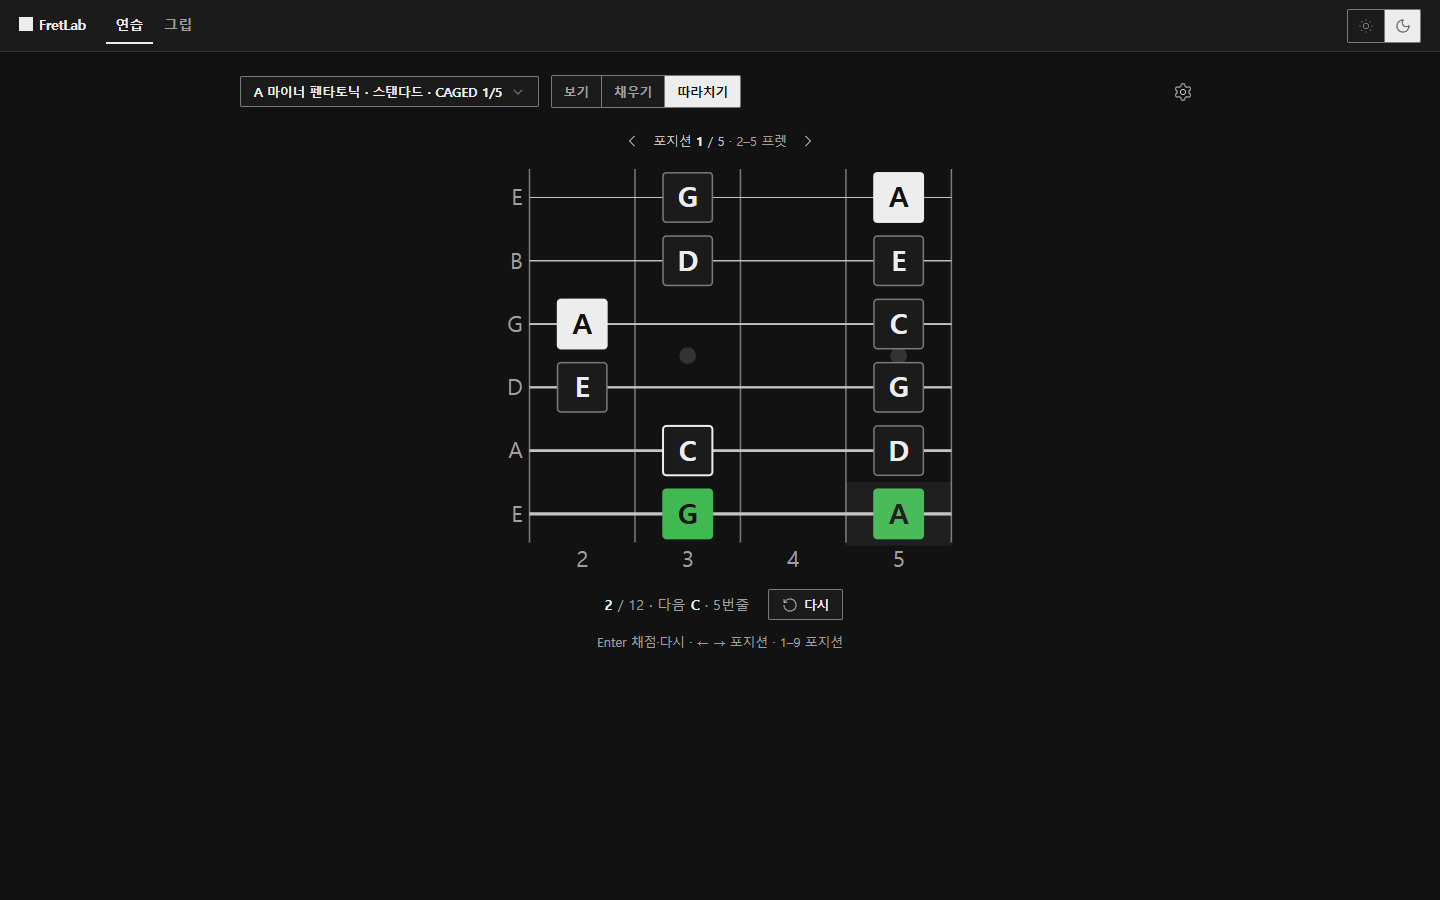 FretLab 연습 그립
A 마이너 펜타토닉 · 스탠다드 · CAGED 1/5 보기 채우기 따라치기
포지션 1 / 5 · 2–5 프렛
E G A
B D E
G A C
D E G
A C D
E G A
2 3 4 5
2 / 12 · 다음 C · 5번줄 다시
Enter 채점·다시 · ← → 포지션 · 1–9 포지션